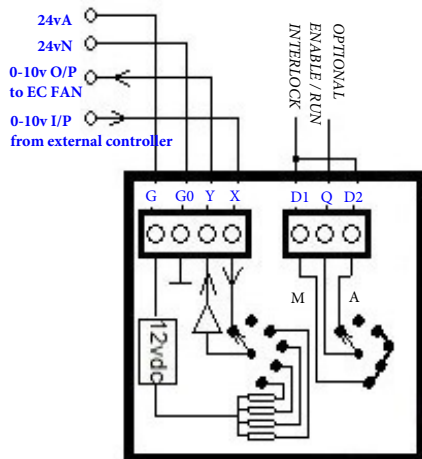 24vA
24vN
0-10v O/P
to EC FAN
0-10v I/P
from external controller
INTERLOCK
ENABLE / RUN
OPTIONAL
G G0 Y X
D1 Q D2
M A
12vdc